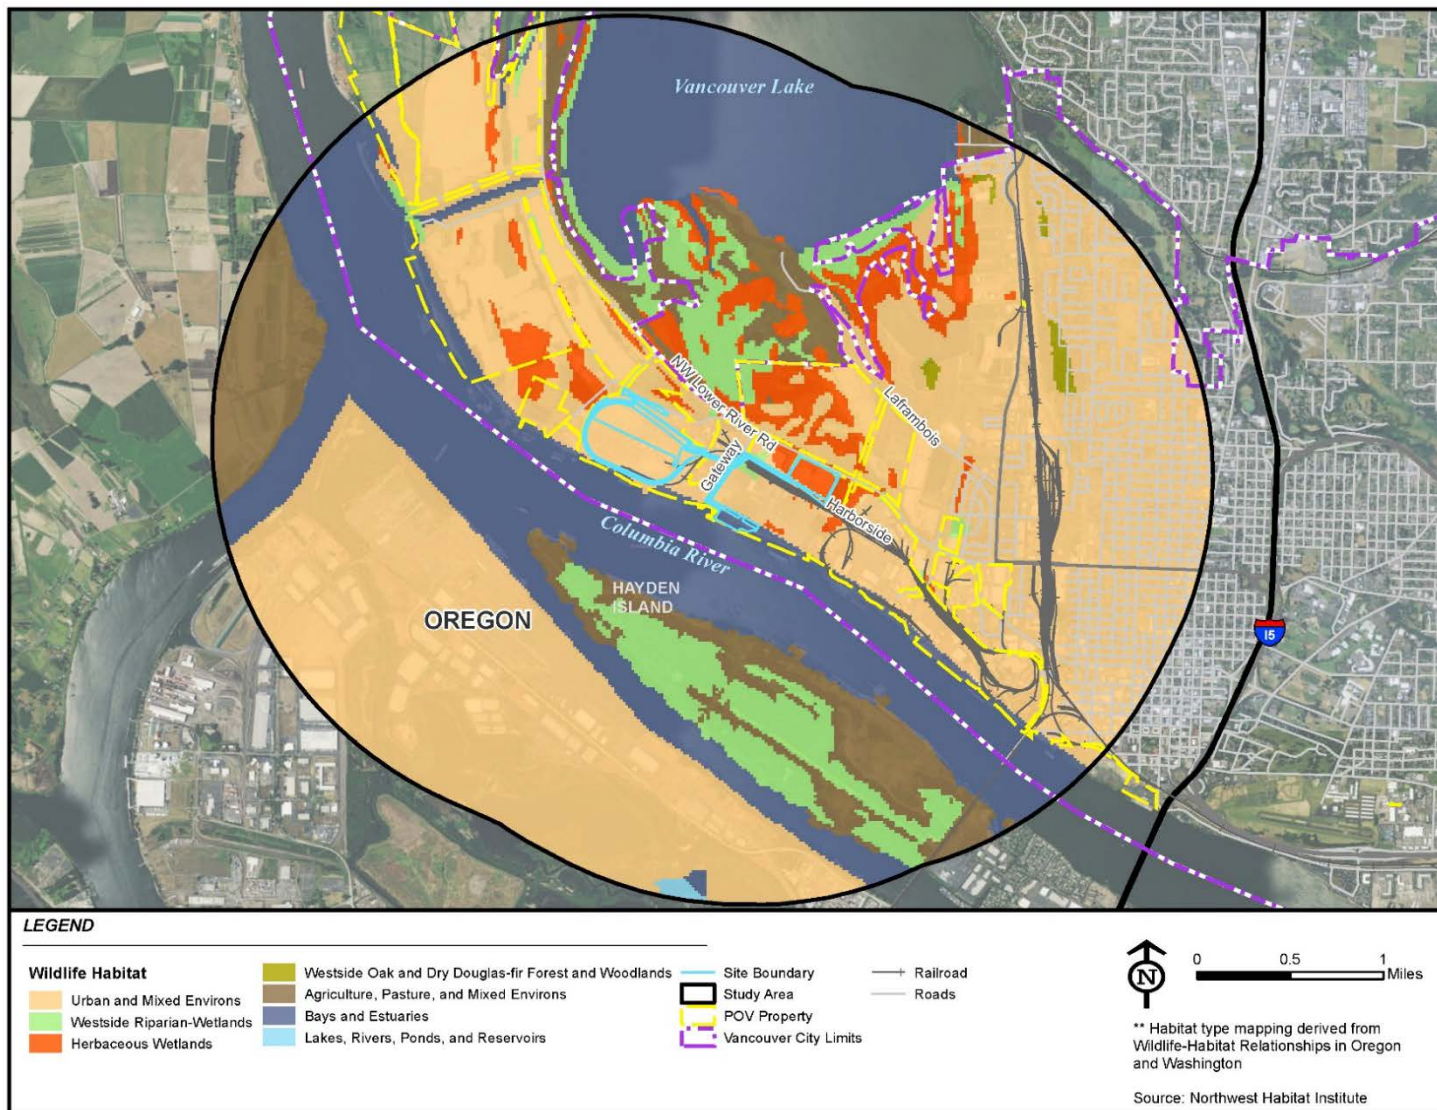 Vancouver Lake
NW Lower River Rd
Laframbois
Gateway
Harborside
Columbia River
HAYDEN
ISLAND
OREGON
15
LEGEND
Wildlife Habitat
Urban and Mixed Environs
Westside Riparian-Wetlands
Herbaceous Wetlands
Westside Oak and Dry Douglas-fir Forest and Woodlands
Agriculture, Pasture, and Mixed Environs
Bays and Estuaries
Lakes, Rivers, Ponds, and Reservoirs
Site Boundary
Study Area
POV Property
Vancouver City Limits
Railroad
Roads
N
0 0.5 1
Miles
** Habitat type mapping derived from
Wildlife-Habitat Relationships in Oregon
and Washington
Source: Northwest Habitat Institute